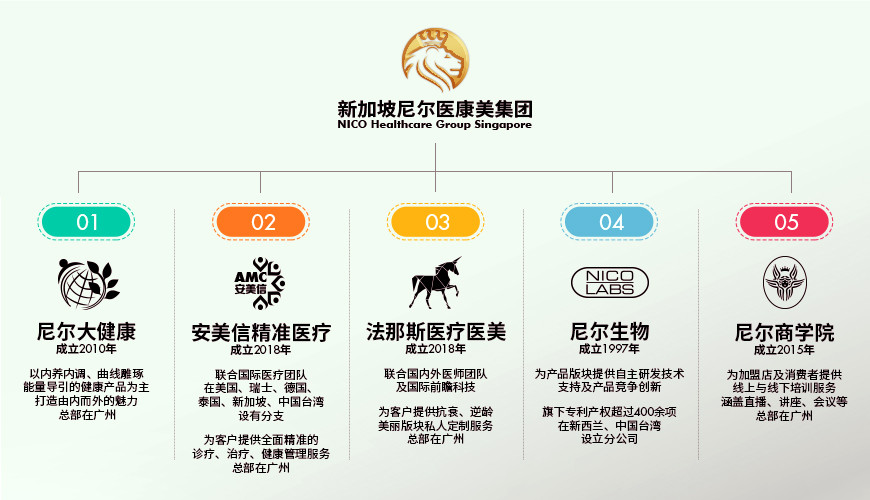 新加坡尼尔医康美集团
NICO Healthcare Group Singapore
01
尼尔大健康
成立2010年
以内养内调、曲线雕琢
能量导引的健康产品为主
打造由内而外的魅力
总部在广州
02
AMC
安美信
安美信精准医疗
成立2018年
联合国际医疗团队
在美国、瑞士、德国、
泰国、新加坡、中国台湾
设有分支
为客户提供全面精准的
诊疗、治疗、健康管理服务
总部在广州
03
法那斯医疗医美
成立2018年
联合国内外医师团队
及国际前瞻科技
为客户提供抗衰、逆龄
美丽版块私人定制服务
总部在广州
04
NICO
LABS
尼尔生物
成立1997年
为产品版块提供自主研发技术
支持及产品竞争创新
旗下专利产权超过400余项
在新西兰、中国台湾
设立分公司
05
尼尔商学院
成立2015年
为加盟店及消费者提供
线上与线下培训服务
涵盖直播、讲座、会议等
总部在广州